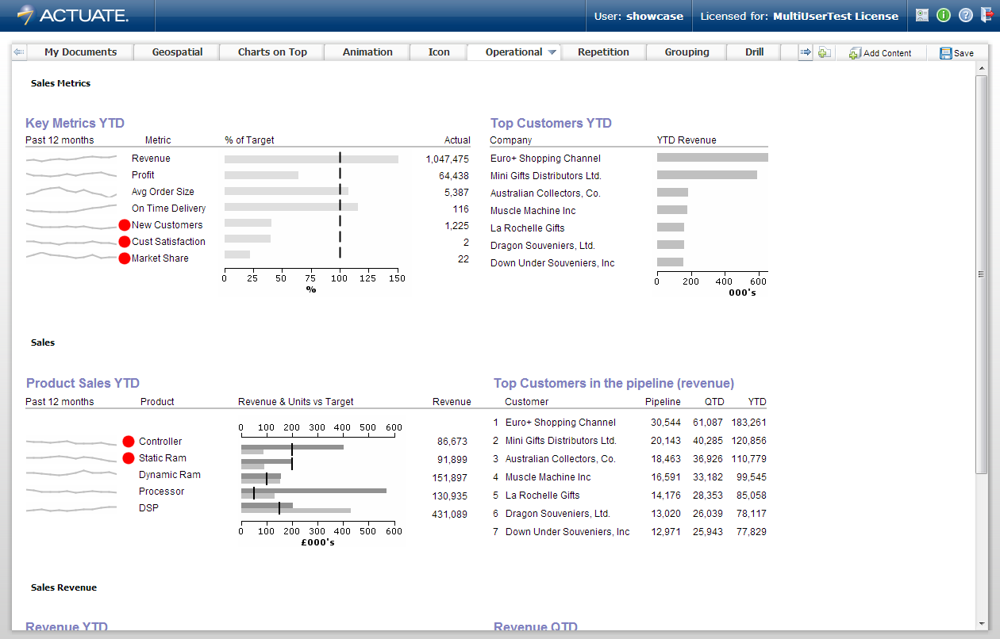 ACTUATE. User: showcase Licensed for: MultiUserTest License
My Documents Geospatial Charts on Top Animation Icon Operational Repetition Grouping Drill Add Content Save
Sales Metrics
Key Metrics YTD
Past 12 months Metric % of Target Actual
Revenue 1,047,475
Profit 64,438
Avg Order Size 5,387
On Time Delivery 116
New Customers 1,225
Cust Satisfaction 2
Market Share 22
0 25 50 75 100 125 150
%
Top Customers YTD
Company YTD Revenue
Euro+ Shopping Channel
Mini Gifts Distributors Ltd.
Australian Collectors, Co.
Muscle Machine Inc
La Rochelle Gifts
Dragon Souveniers, Ltd.
Down Under Souveniers, Inc
0 200 400 600
000's
Sales
Product Sales YTD
Past 12 months Product Revenue & Units vs Target Revenue
0 100 200 300 400 500 600
Controller 86,673
Static Ram 91,899
Dynamic Ram 151,897
Processor 130,935
DSP 431,089
0 100 200 300 400 500 600
£000's
Top Customers in the pipeline (revenue)
Customer Pipeline QTD YTD
1 Euro+ Shopping Channel 30,544 61,087 183,261
2 Mini Gifts Distributors Ltd. 20,143 40,285 120,856
3 Australian Collectors, Co. 18,463 36,926 110,779
4 Muscle Machine Inc 16,591 33,182 99,545
5 La Rochelle Gifts 14,176 28,353 85,058
6 Dragon Souveniers, Ltd. 13,020 26,039 78,117
7 Down Under Souveniers, Inc 12,971 25,943 77,829
Sales Revenue
Revenue YTD
Revenue QTD